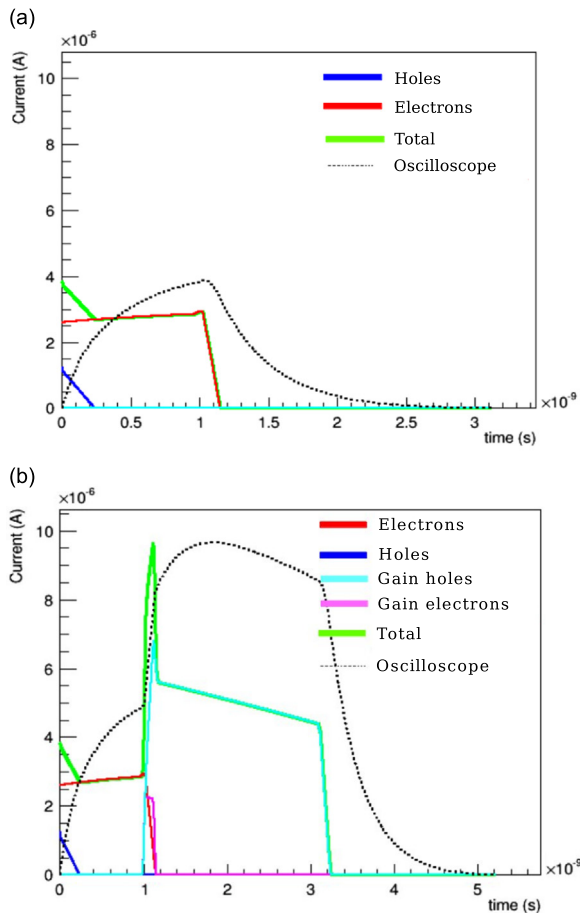 (a)
×10⁻⁶
Current (A)
10
8
6
4
2
0
Holes
Electrons
Total
Oscilloscope
0 0.5 1 1.5 2 2.5 3 3.5
×10⁻⁹
time (s)
(b)
×10⁻⁶
Current (A)
10
8
6
4
2
0
Electrons
Holes
Gain holes
Gain electrons
Total
Oscilloscope
0 1 2 3 4 5
×10⁻⁹
time (s)